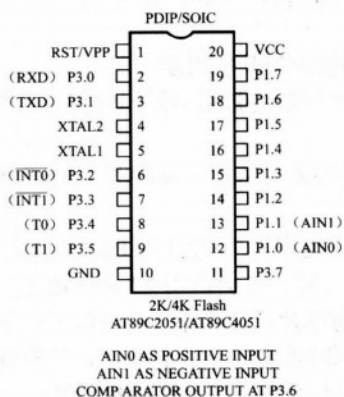 PDIP/SOIC
RST/VPP 1 20 VCC
(RXD) P3.0 2 19 P1.7
(TXD) P3.1 3 18 P1.6
XTAL2 4 17 P1.5
XTAL1 5 16 P1.4
(INT0) P3.2 6 15 P1.3
(INT1) P3.3 7 14 P1.2
(T0) P3.4 8 13 P1.1 (AIN1)
(T1) P3.5 9 12 P1.0 (AIN0)
GND 10 11 P3.7
2K/4K Flash
AT89C2051/AT89C4051
AIN0 AS POSITIVE INPUT
AIN1 AS NEGATIVE INPUT
COMP ARATOR OUTPUT AT P3.6